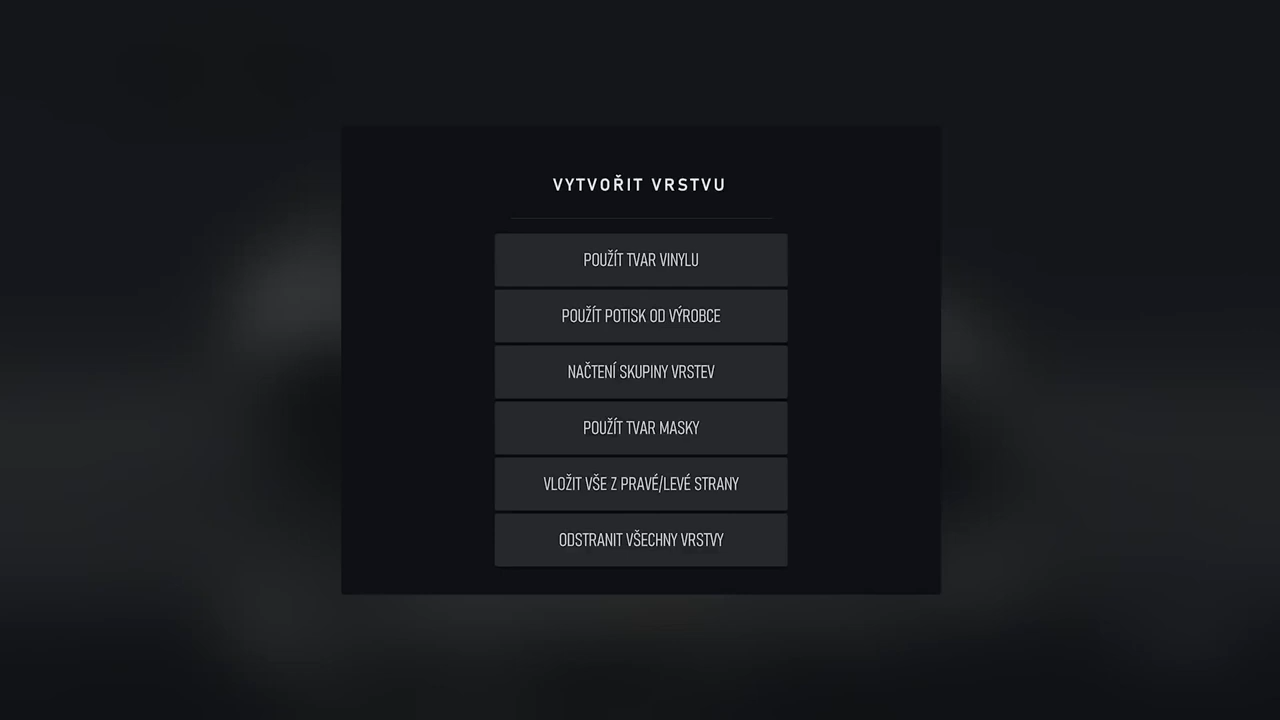 VYTVOŘIT VRSTVU
POUŽÍT TVAR VINYLU
POUŽÍT POTISK OD VÝROBCE
NAČTENÍ SKUPINY VRSTEV
POUŽÍT TVAR MASKY
VLOŽIT VŠE Z PRAVÉ/LEVÉ STRANY
ODSTRANIT VŠECHNY VRSTVY